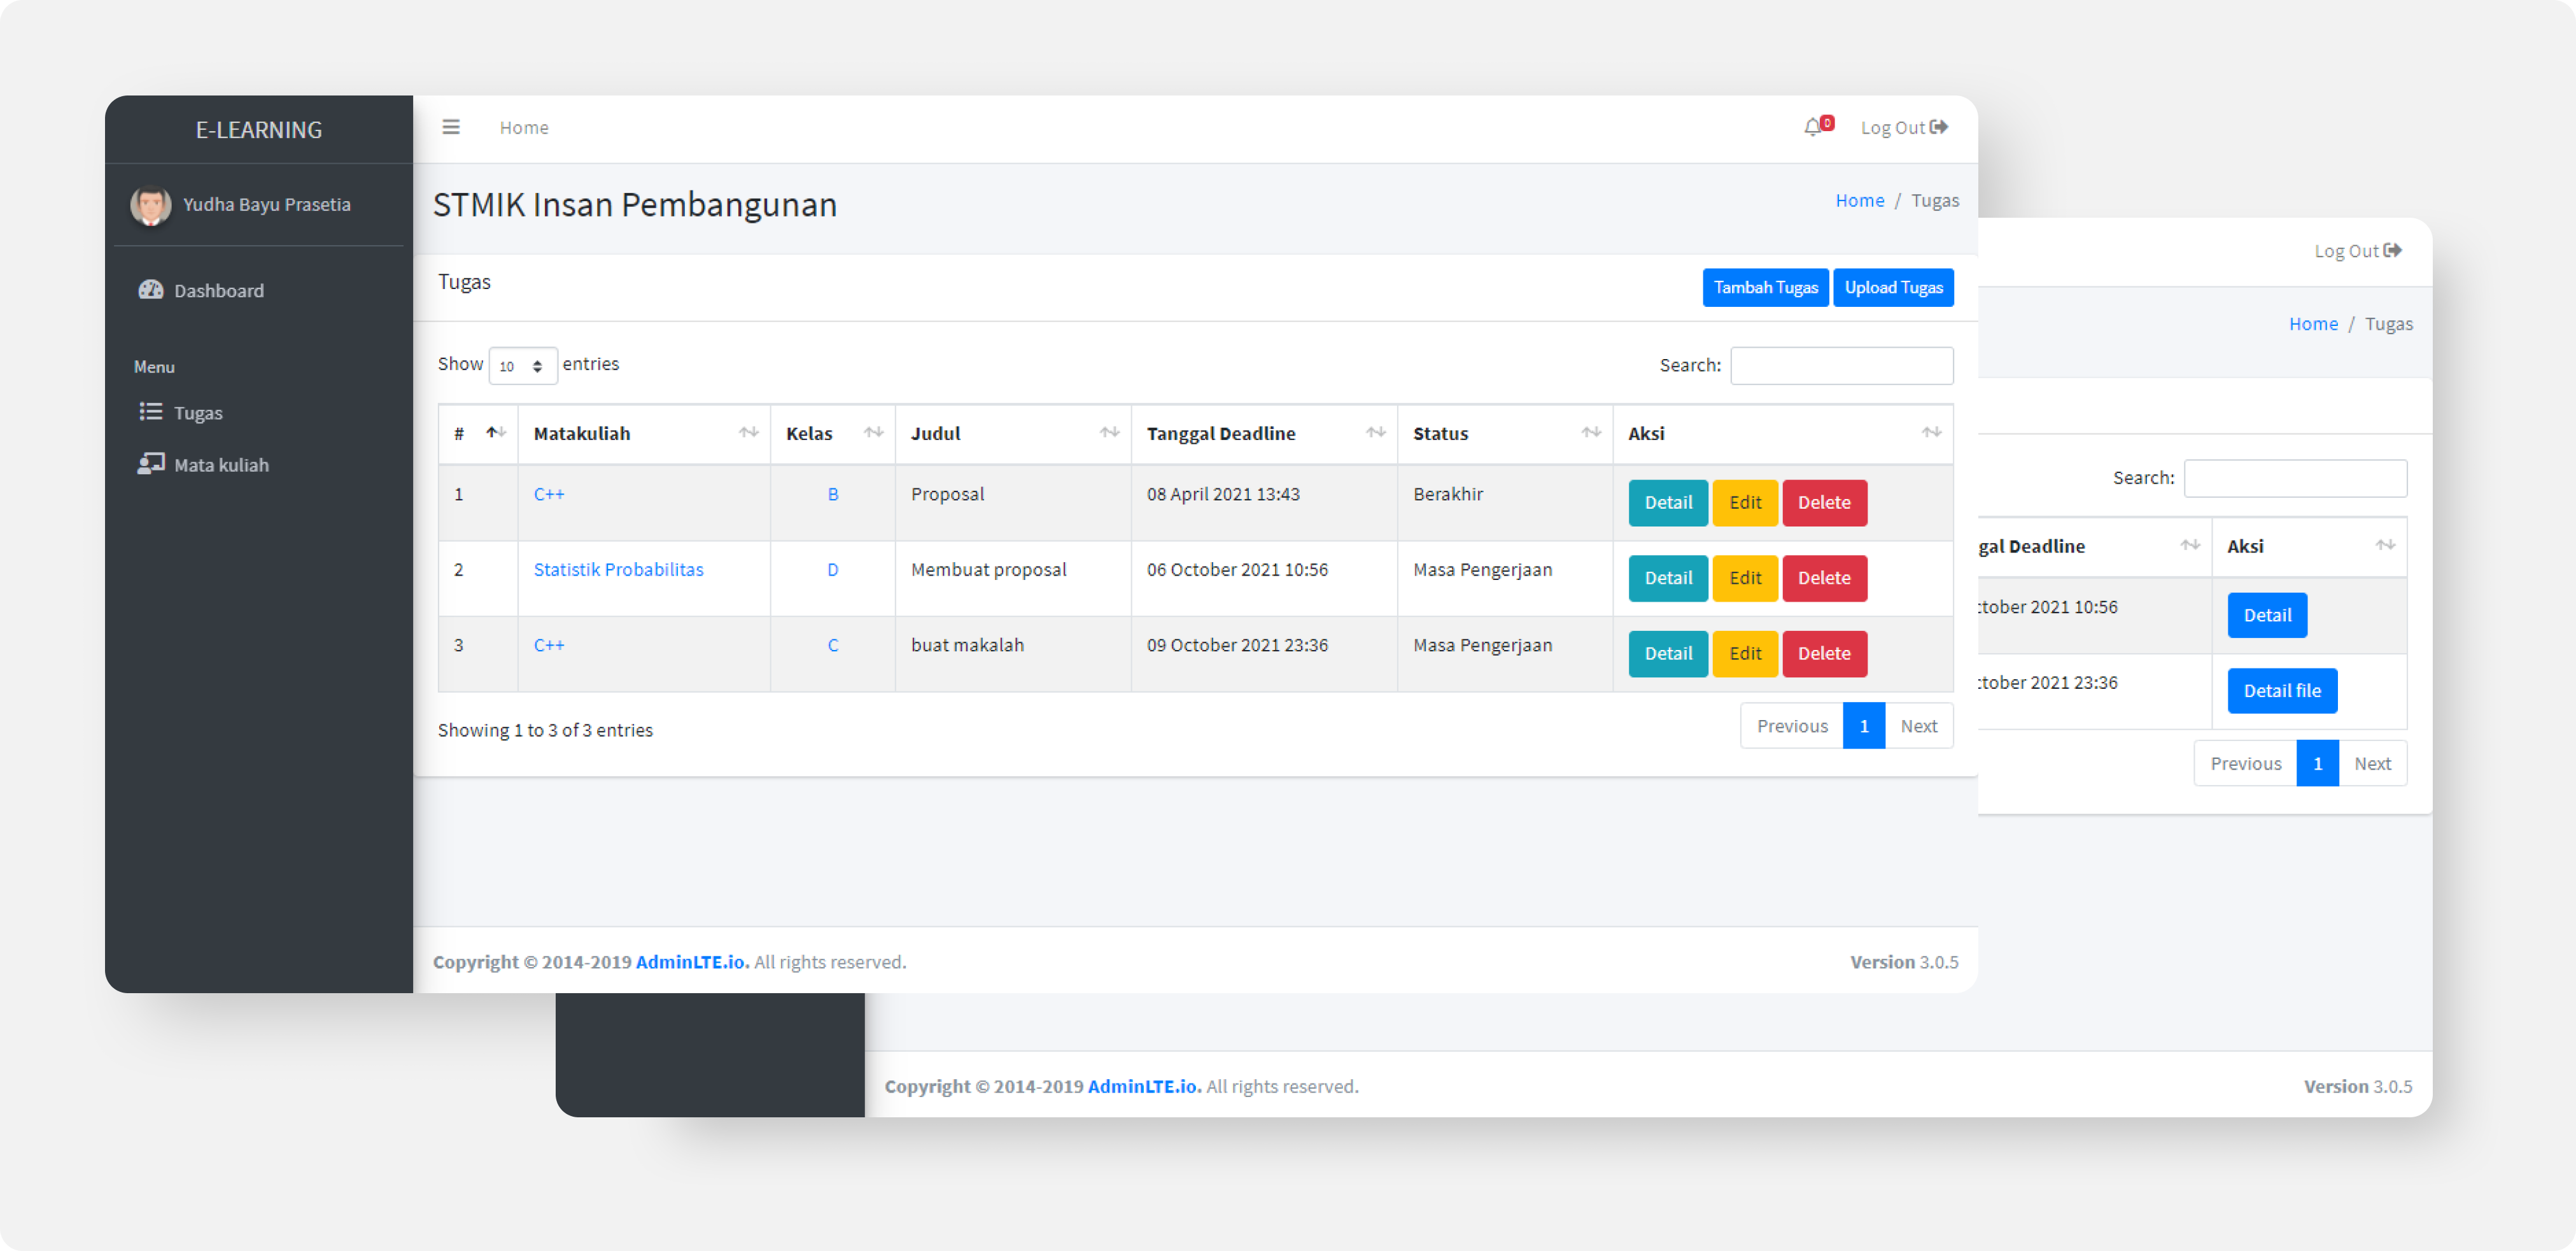 E-LEARNING
Yudha Bayu Prasetia
Dashboard
Menu
Tugas
Mata kuliah
Home
0
Log Out
STMIK Insan Pembangunan
Home / Tugas
Tugas
Tambah Tugas Upload Tugas
Show 10 entries
Search:
# Matakuliah Kelas Judul Tanggal Deadline Status Aksi
1 C++ B Proposal 08 April 2021 13:43 Berakhir Detail Edit Delete
2 Statistik Probabilitas D Membuat proposal 06 October 2021 10:56 Masa Pengerjaan Detail Edit Delete
3 C++ C buat makalah 09 October 2021 23:36 Masa Pengerjaan Detail Edit Delete
Showing 1 to 3 of 3 entries
Previous 1 Next
Copyright © 2014-2019 AdminLTE.io. All rights reserved.
Version 3.0.5
Log Out
Home / Tugas
Search:
gal Deadline Aksi
tober 2021 10:56 Detail
tober 2021 23:36 Detail file
Previous 1 Next
Copyright © 2014-2019 AdminLTE.io. All rights reserved.
Version 3.0.5